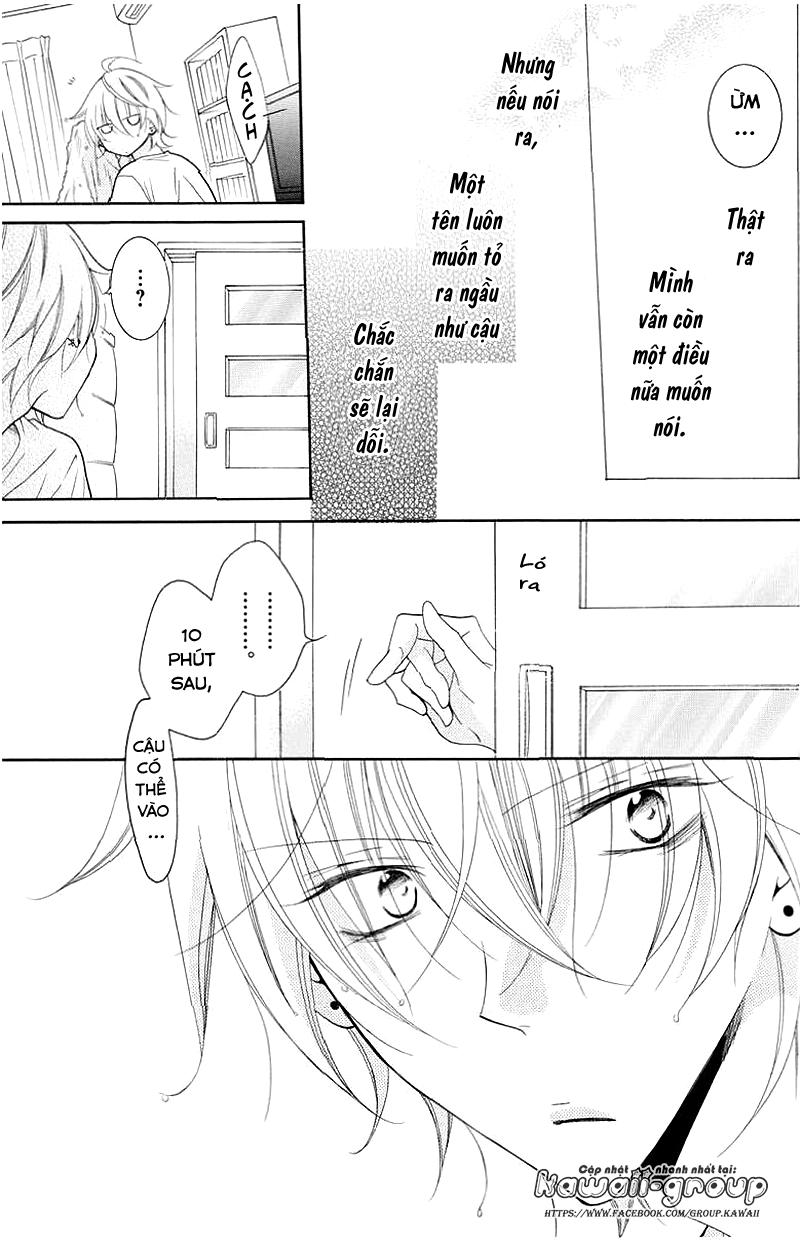 ỪM
...
Thật
ra
Mình
vẫn còn
một điều
nữa muốn
nói.
Nhưng
nếu nói
ra,
Một
tên luôn
muốn tỏ
ra ngầu
như cậu
Chắc
chắn
sẽ lại
dỗi.
CẠCH
...?
Ló
ra
...............。
10
PHÚT
SAU,
CẬU
CÓ
THỂ
VÀO
...
Cập nhật nhanh nhất tại:
Kawaii-group
HTTPS://WWW.FACEBOOK.COM/GROUP.KAWAII